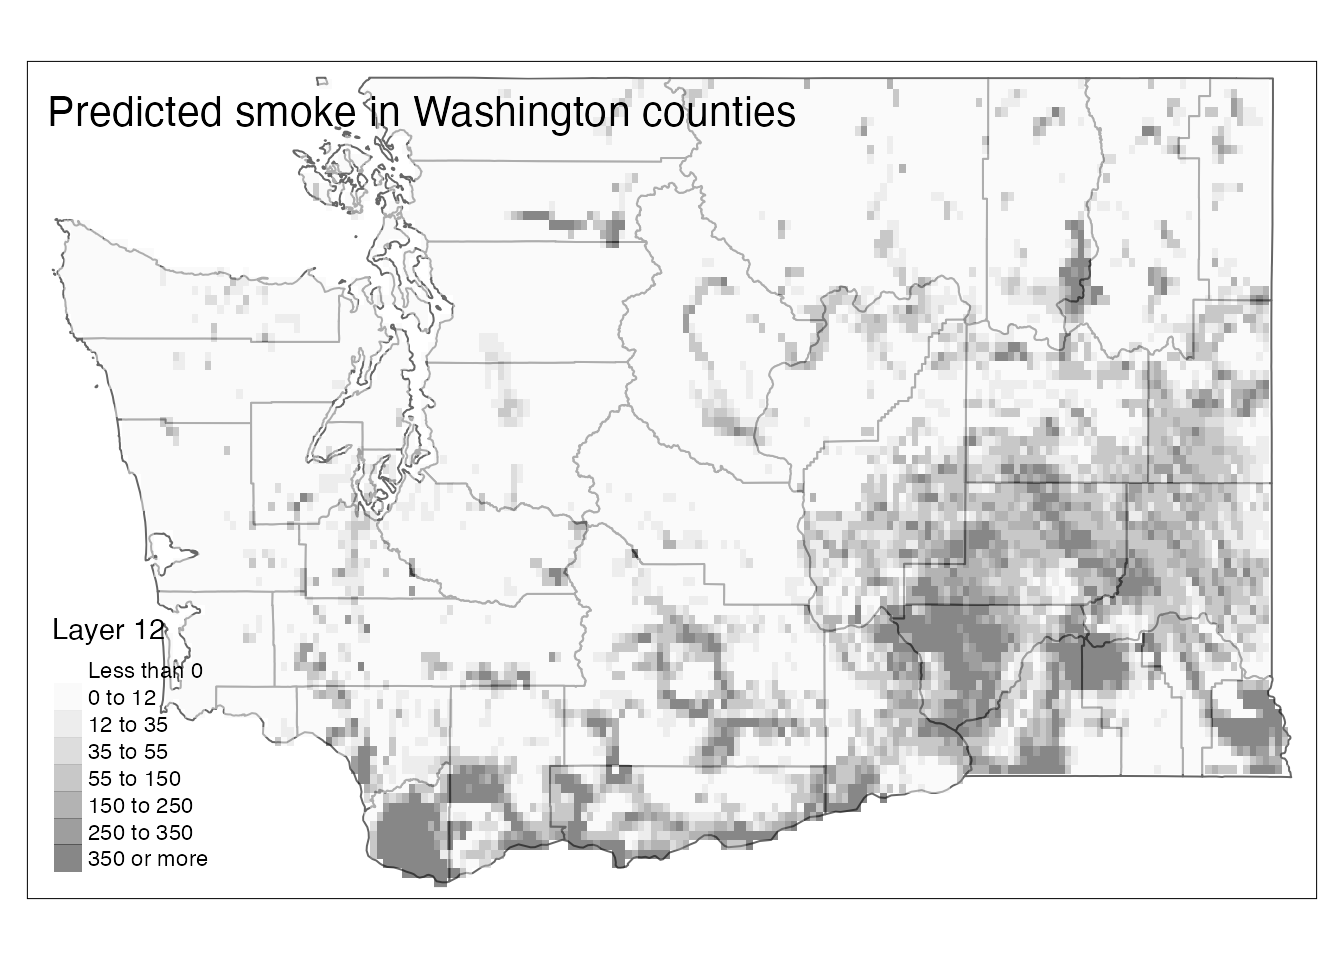 Predicted smoke in Washington counties
Layer 12
Less than 0
0 to 12
12 to 35
35 to 55
55 to 150
150 to 250
250 to 350
350 or more